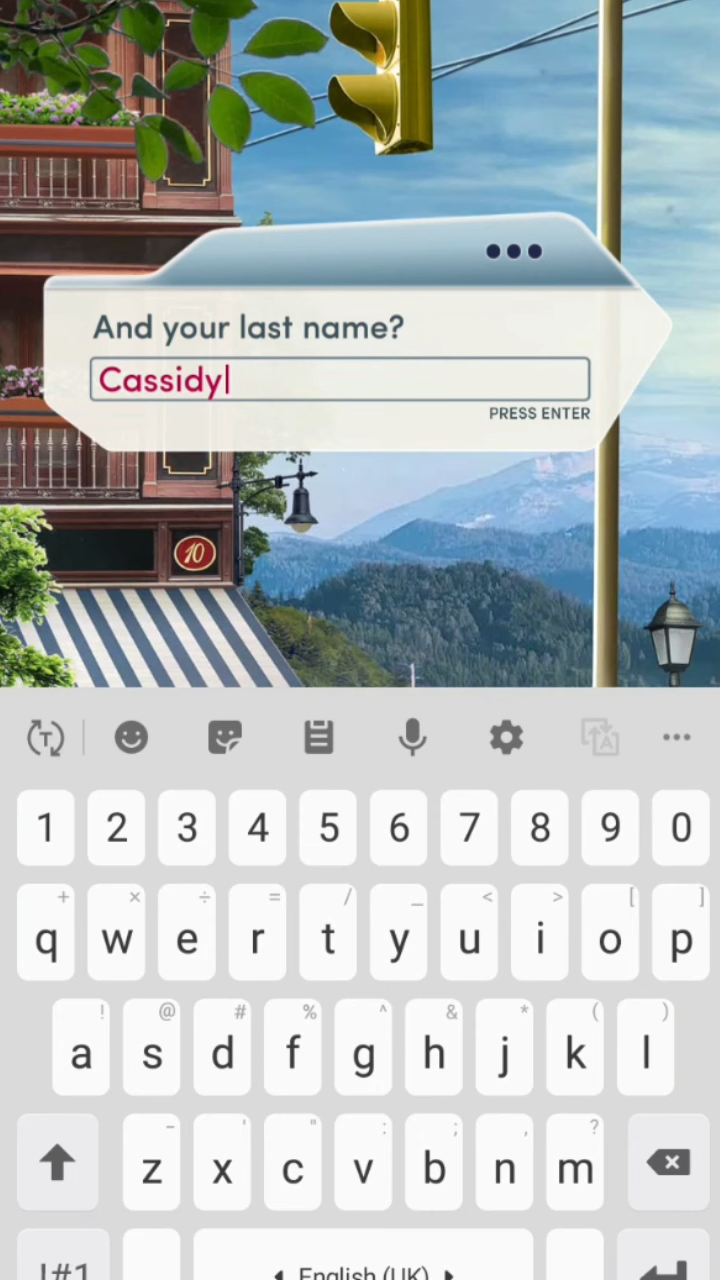 And your last name?
Cassidy
PRESS ENTER
10
T
A
1 2 3 4 5 6 7 8 9 0
+ × ÷ = / _ < > [ ]
q w e r t y u i o p
! @ # % ^ & * ( )
a s d f g h j k l
- ' " : ; , ?
z x c v b n m
!#1 English (UK)